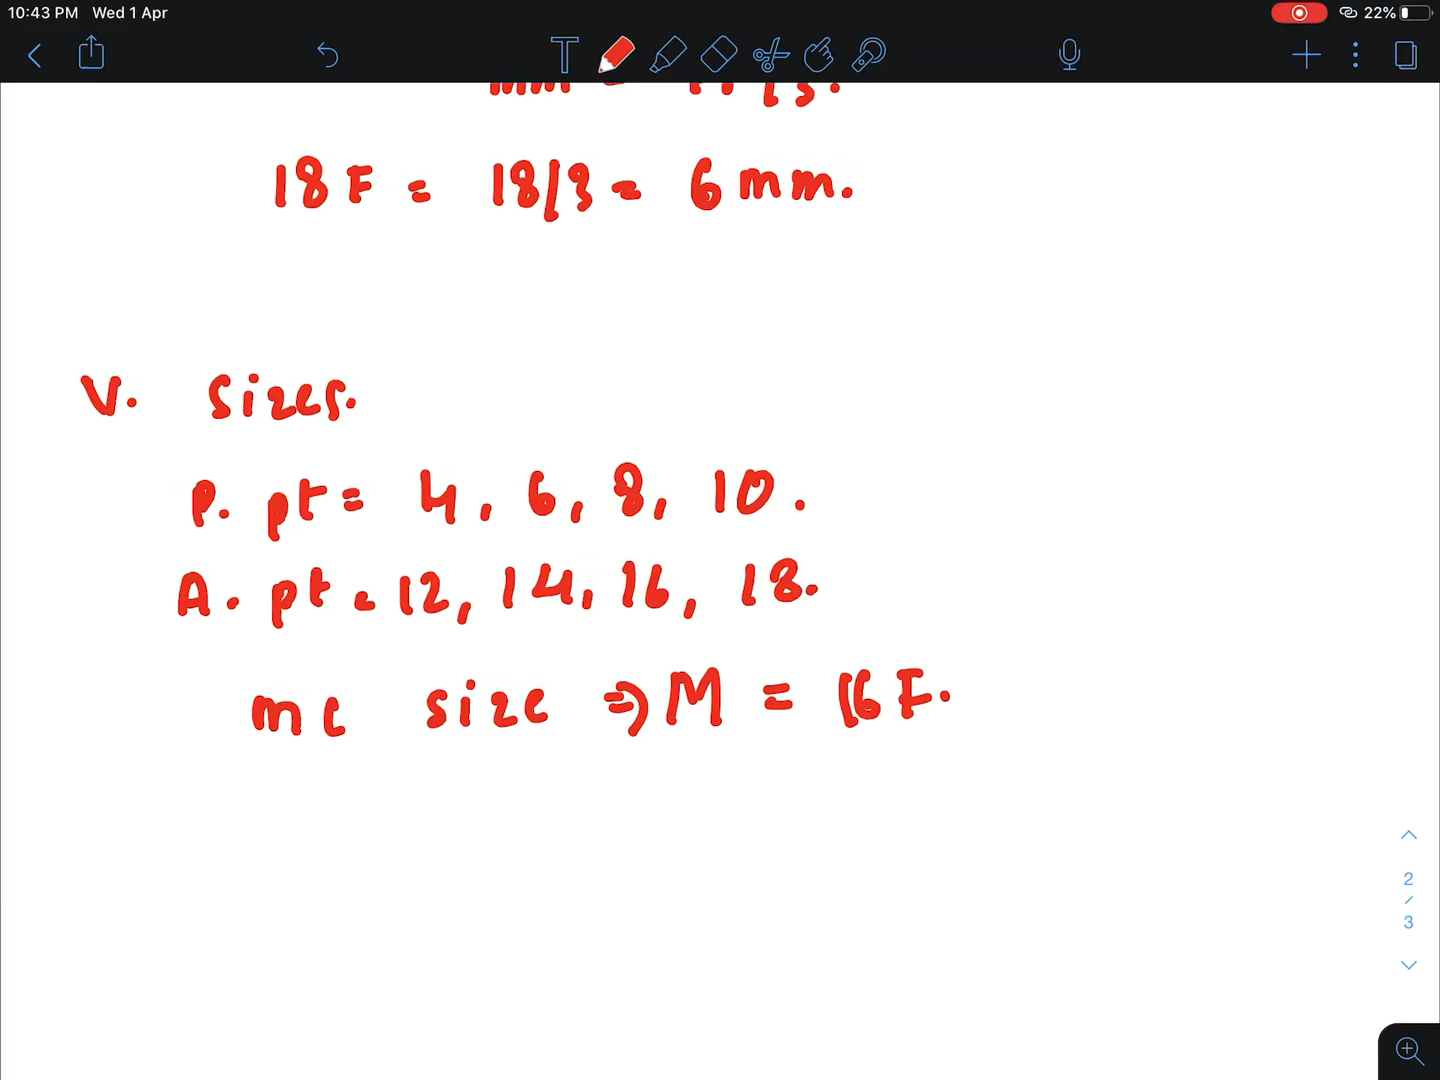 10:43 PM Wed 1 Apr 22%
T
18 F = 18/3 = 6 mm.
V. Sizes.
P. pt = 4, 6, 8, 10.
A. pt = 12, 14, 16, 18.
mc size => M = 16 F.
2
/
3